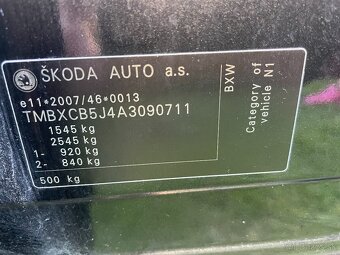 ŠKODA AUTO a.s.
e11*2007/46*0013
TMBXCB5J4A3090711
1545 kg
2545 kg
1- 920 kg
2- 840 kg
500 kg
BXW
Category of
vehicle N1